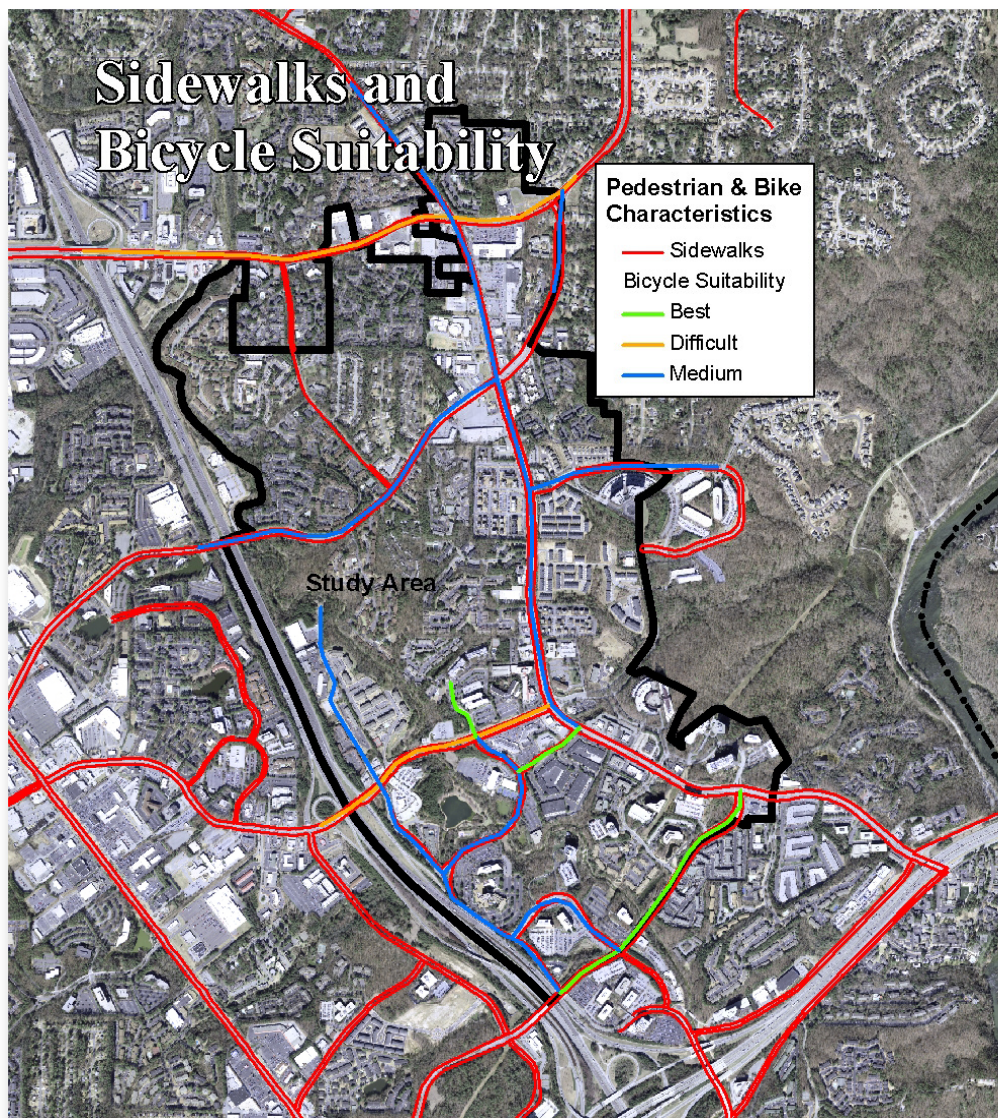 Sidewalks and
Bicycle Suitability
Pedestrian & Bike
Characteristics
Sidewalks
Bicycle Suitability
Best
Difficult
Medium
Study Area